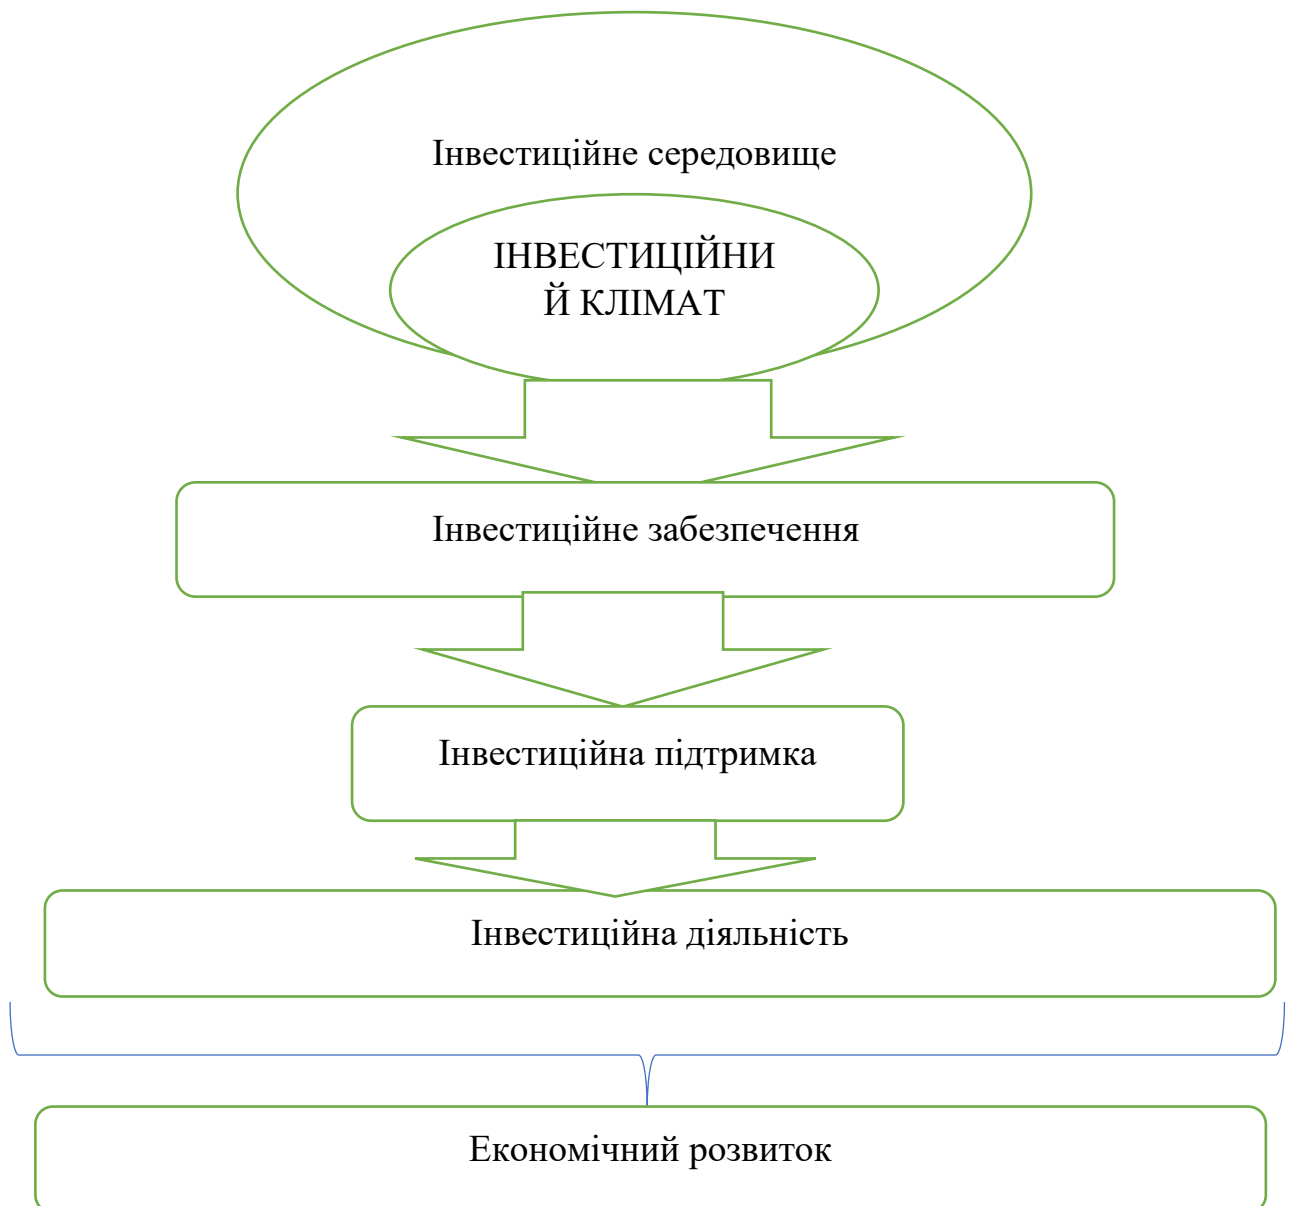 Інвестиційне середовище
ІНВЕСТИЦІЙНИ
Й КЛІМАТ
Інвестиційне забезпечення
Інвестиційна підтримка
Інвестиційна діяльність
Економічний розвиток